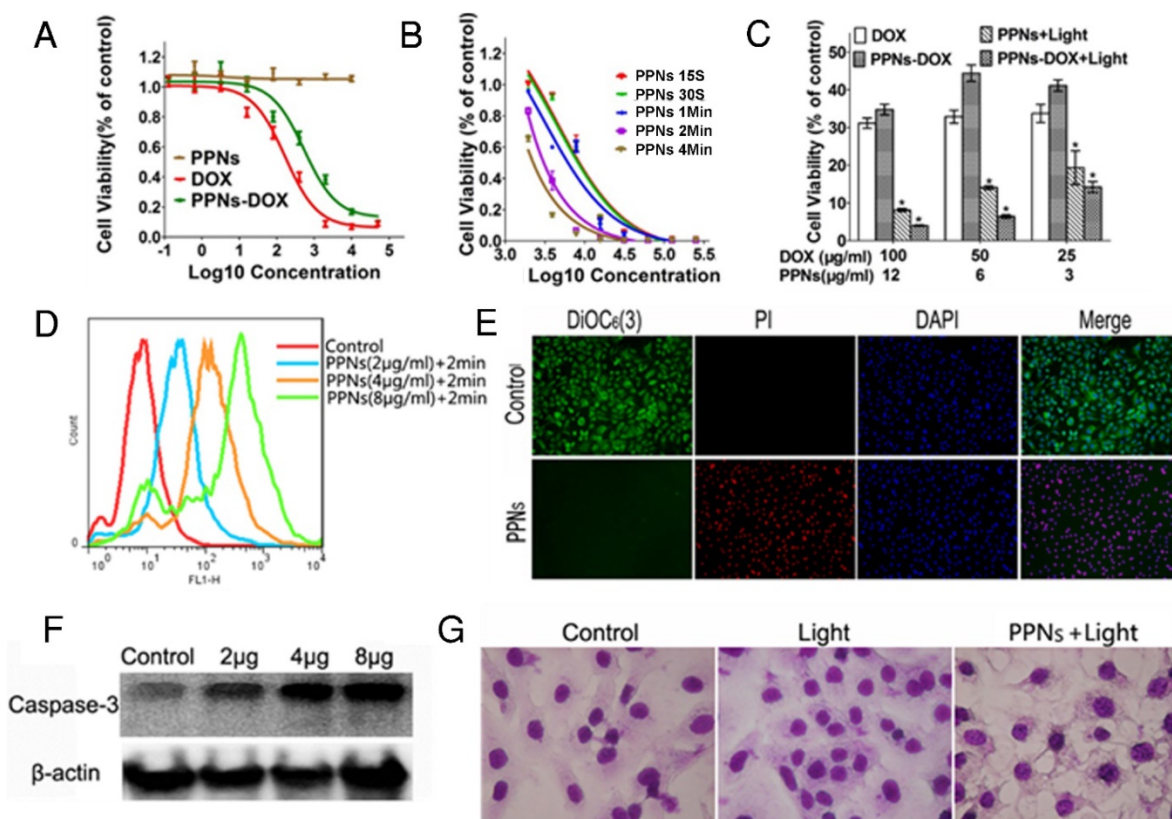 A
Cell Viability(% of control)
1.2
1.0
0.8
0.6
0.4
0.2
0.0
PPNs
DOX
PPNs-DOX
-1 0 1 2 3 4 5
Log10 Concentration
B
Cell Viability (% of control)
1.2
1.0
0.8
0.6
0.4
0.2
0.0
PPNs 15S
PPNs 30S
PPNs 1Min
PPNs 2Min
PPNs 4Min
3.0 3.5 4.0 4.5 5.0 5.5
Log10 Concentration
C
Cell Viability (% of control)
50
40
30
20
10
0
DOX
PPNs-DOX
PPNs+Light
PPNs-DOX+Light
* * * * * *
DOX (µg/ml) 100 50 25
PPNs(µg/ml) 12 6 3
D
Count
0
Control
PPNs(2µg/ml)+2min
PPNs(4µg/ml)+2min
PPNs(8µg/ml)+2min
10⁰ 10¹ 10² 10³ 10⁴
FL1-H
E
DiOC₆(3) PI DAPI Merge
Control
PPNs
F
Control 2µg 4µg 8µg
Caspase-3
β-actin
G
Control Light PPNs +Light